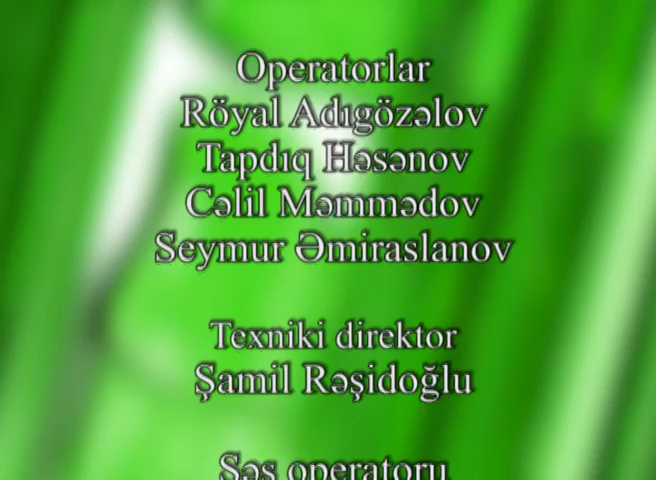 Operatorlar
Röyal Adıgözəlov
Tapdıq Həsənov
Cəlil Məmmədov
Seymur Əmiraslanov
Texniki direktor
Şamil Rəşidoğlu
Səs operatoru